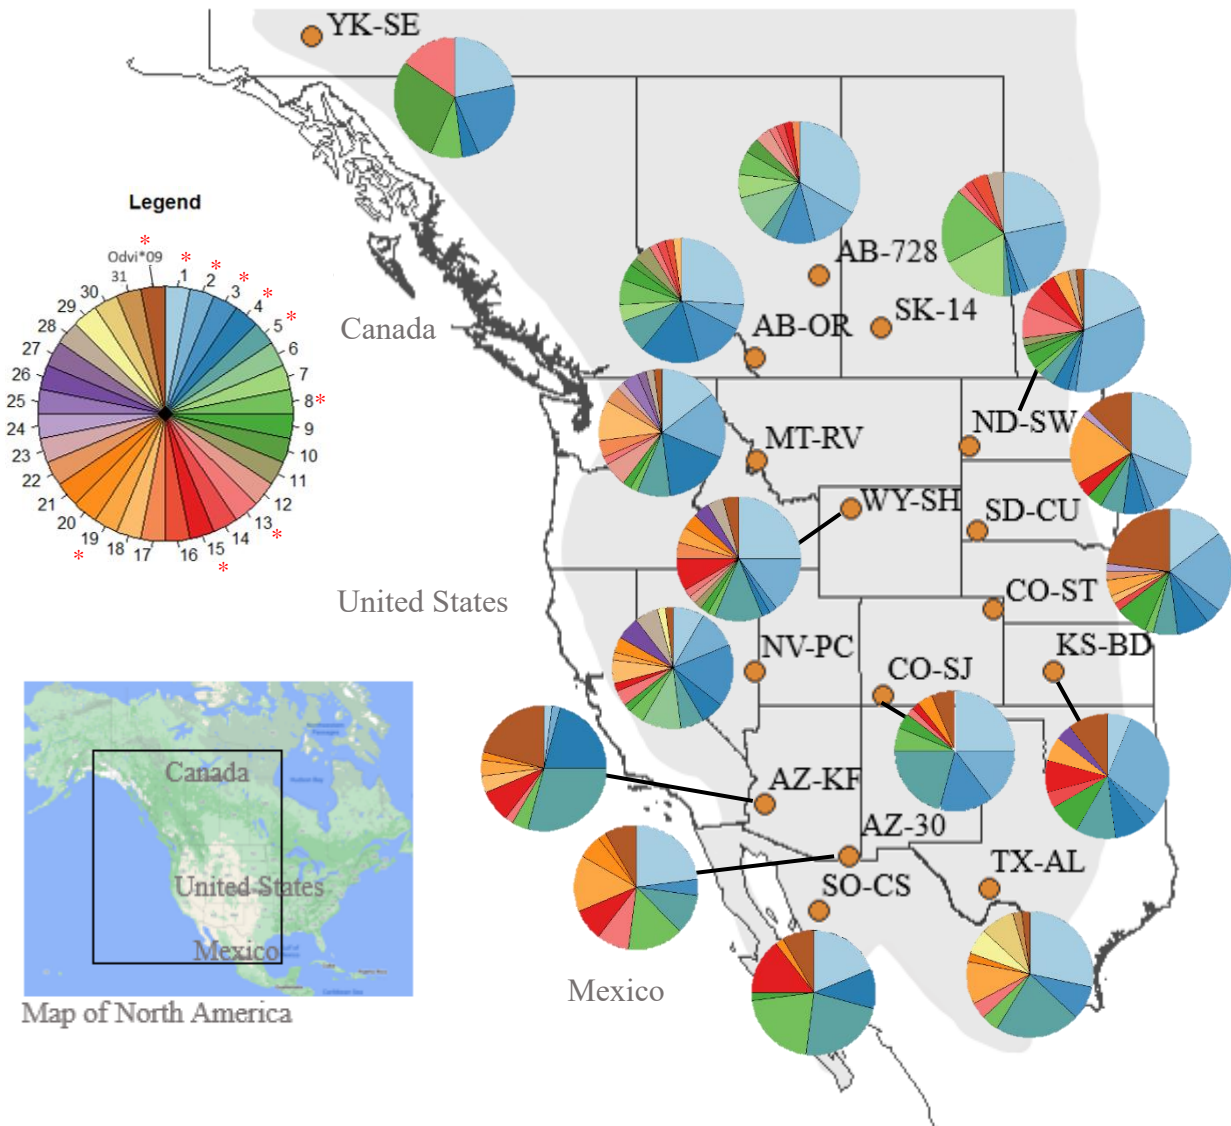 YK-SE
Legend
*
Odvi*09
31
1
*
2
*
3
*
4
*
5
*
6
7
8*
9
10
11
12
13
*
14
15
*
16
17
18
19
*
20
21
22
23
24
25
26
27
28
29
30
Canada
AB-728
SK-14
AB-OR
ND-SW
MT-RV
WY-SH
SD-CU
United States
CO-ST
KS-BD
NV-PC
CO-SJ
AZ-KF
AZ-30
TX-AL
SO-CS
Mexico
Canada
United States
Mexico
Map of North America